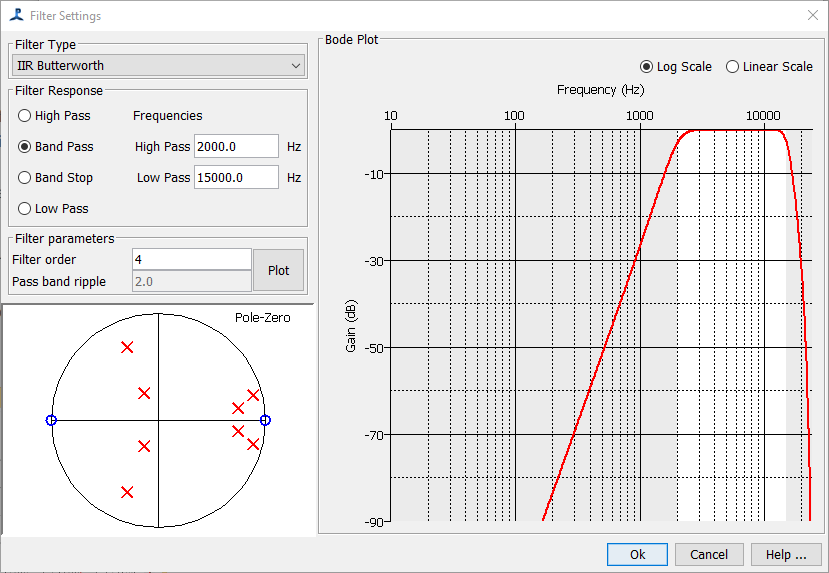 Filter Settings
Filter Type
IIR Butterworth
Filter Response
High Pass
Frequencies
Band Pass
High Pass 2000.0 Hz
Band Stop
Low Pass 15000.0 Hz
Low Pass
Filter parameters
Filter order 4
Pass band ripple 2.0
Plot
Pole-Zero
Bode Plot
Log Scale Linear Scale
Frequency (Hz)
10 100 1000 10000
-10
-30
-50
-70
-90
Gain (dB)
Ok Cancel Help ...